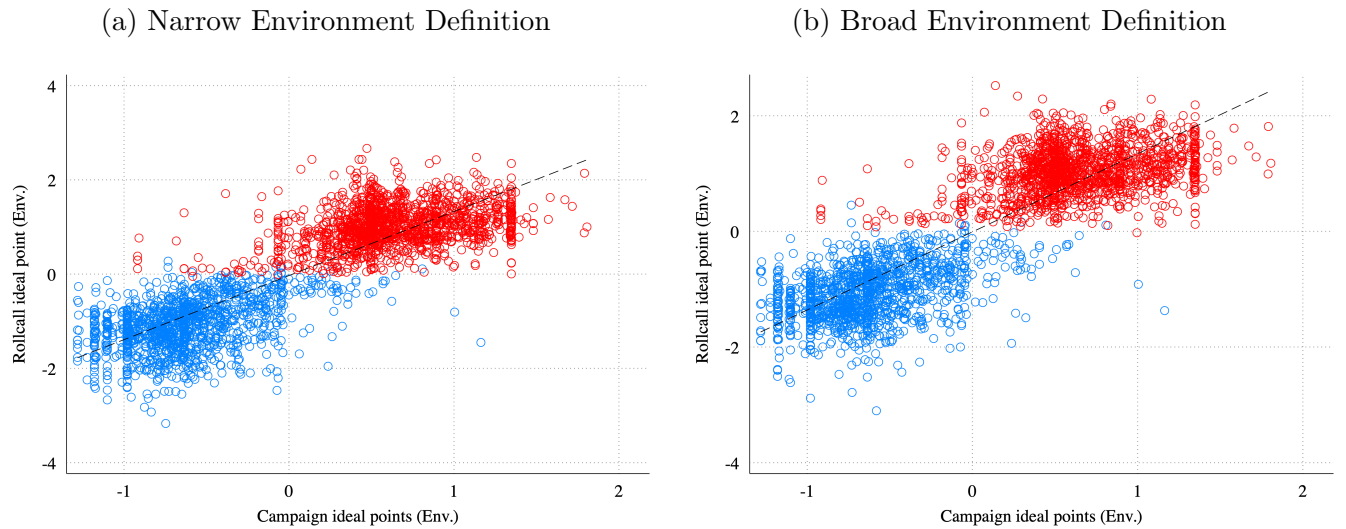 (a) Narrow Environment Definition
4
2
0
-2
-4
Rollcall ideal point (Env.)
-1
0
1
2
Campaign ideal points (Env.)
(b) Broad Environment Definition
2
0
-2
-4
Rollcall ideal point (Env.)
-1
0
1
2
Campaign ideal points (Env.)